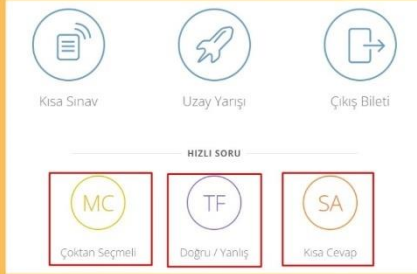 Kısa Sınav Uzay Yarışı Çıkış Bileti
HIZLI SORU
MC TF SA
Çoktan Seçmeli Doğru / Yanlış Kısa Cevap